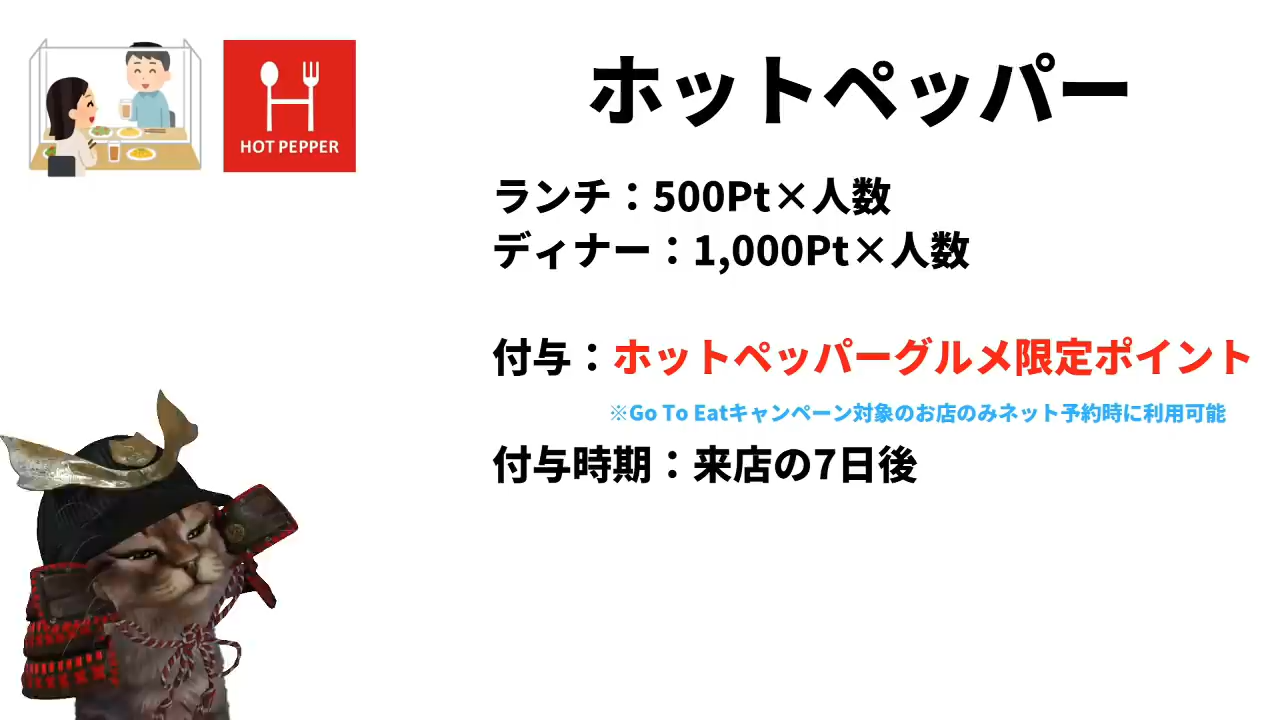 HOT PEPPER
ホットペッパー
ランチ：500Pt×人数
ディナー：1,000Pt×人数
付与：ホットペッパーグルメ限定ポイント
※Go To Eatキャンペーン対象のお店のみネット予約時に利用可能
付与時期：来店の7日後